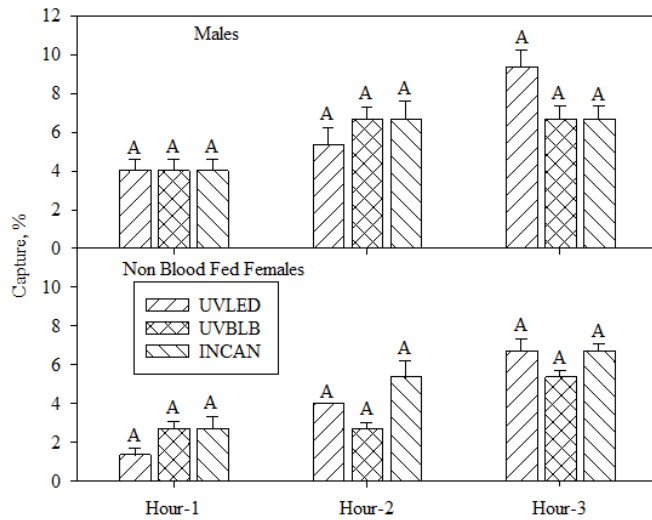 12
Males
A
10
A A
A A
8
A
6
A A A
4
2
0
Capture, %
Non Blood Fed Females
10
UVLED
UVBLB
INCAN
8
A A
A
A
6
A
A
4
A A
A
2
0
Hour-1 Hour-2 Hour-3